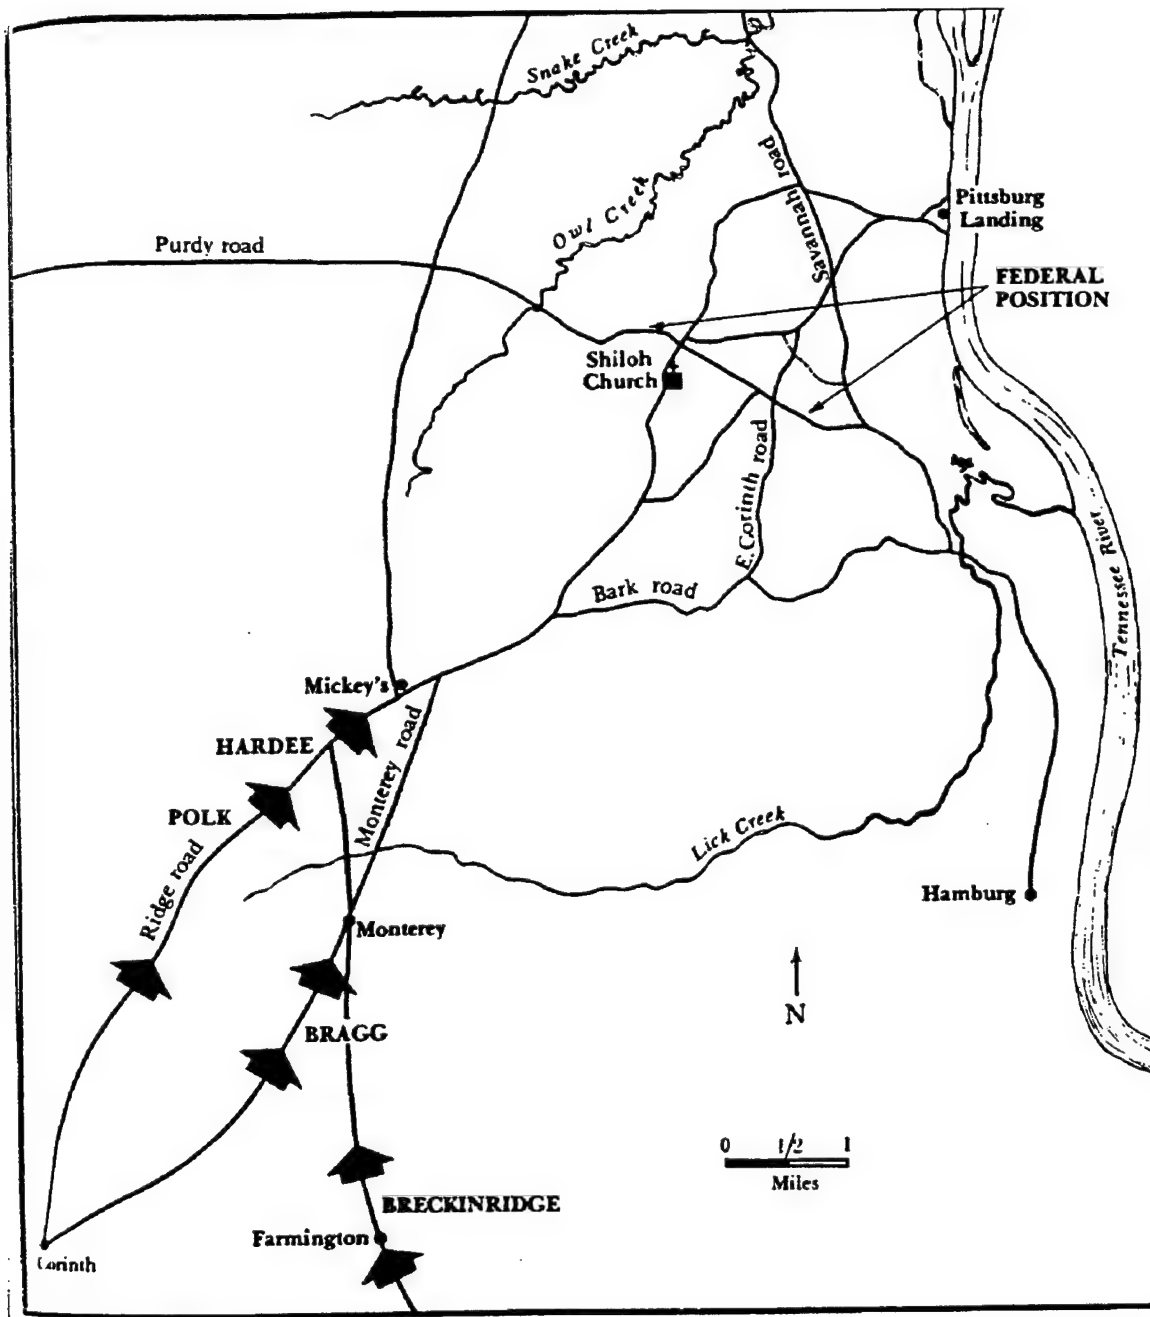 Snake Creek
Owl Creek
Savannah road
Pittsburg
Landing
Purdy road
FEDERAL
POSITION
Shiloh
Church
E. Corinth road
Bark road
Tennessee River
Mickey's
HARDEE
Monterey road
POLK
Ridge road
Lick Creek
Hamburg
Monterey
N
BRAGG
0 1/2 1
Miles
BRECKINRIDGE
Farmington
Corinth